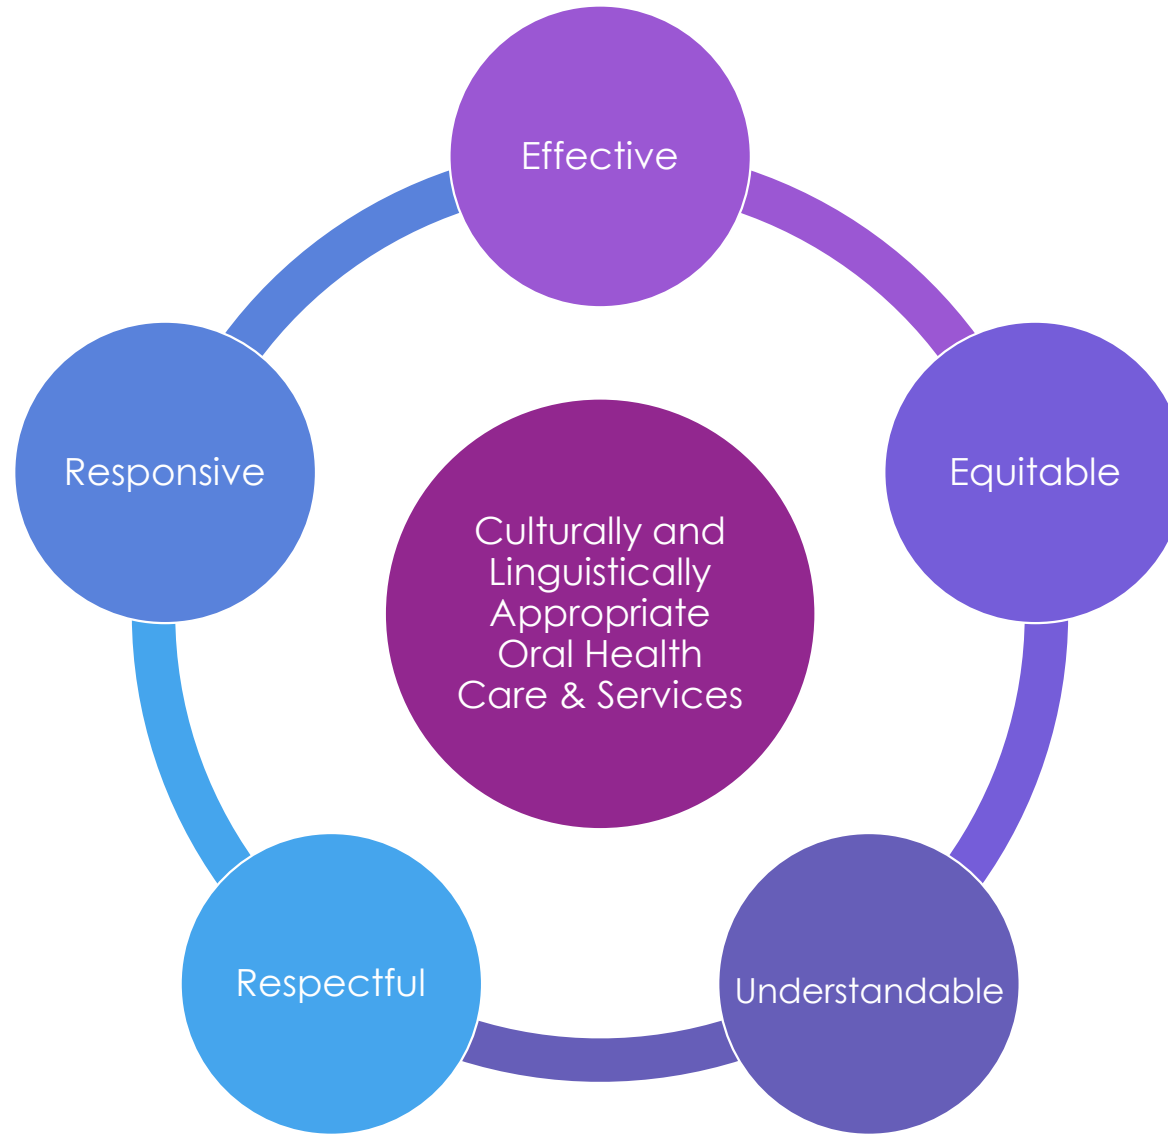 Effective
Equitable
Understandable
Respectful
Responsive
Culturally and
Linguistically
Appropriate
Oral Health
Care & Services